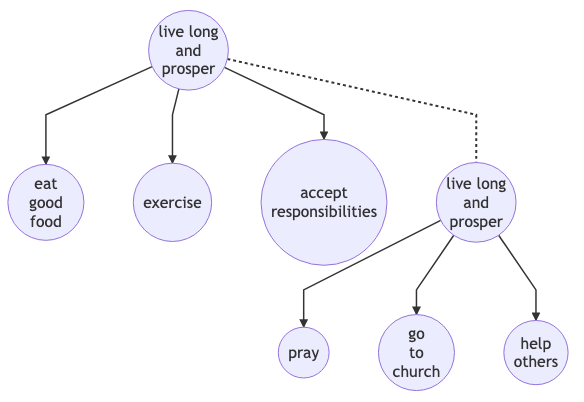 live long
and
prosper
eat
good
food
exercise
accept
responsibilities
live long
and
prosper
pray
go
to
church
help
others